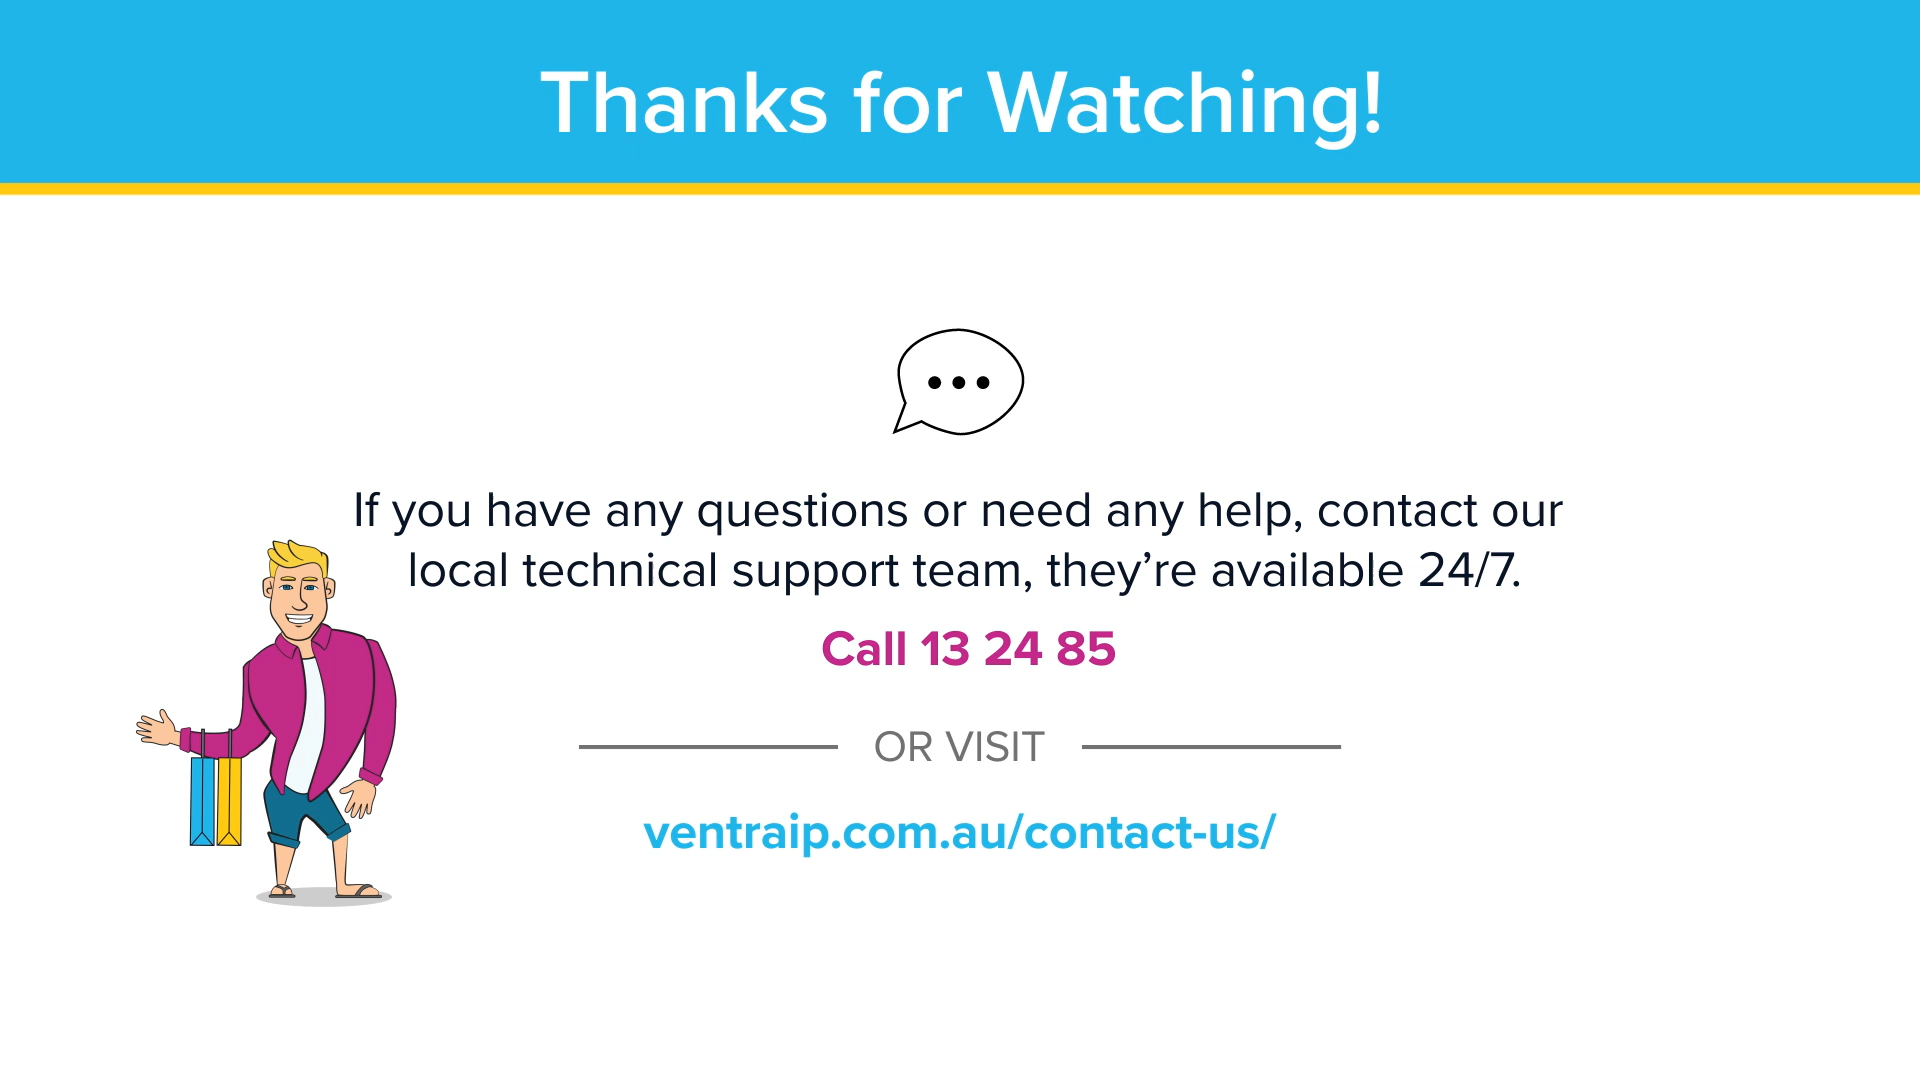 Thanks for Watching!
If you have any questions or need any help, contact our
local technical support team, they’re available 24/7.
Call 13 24 85
OR VISIT
ventraip.com.au/contact-us/